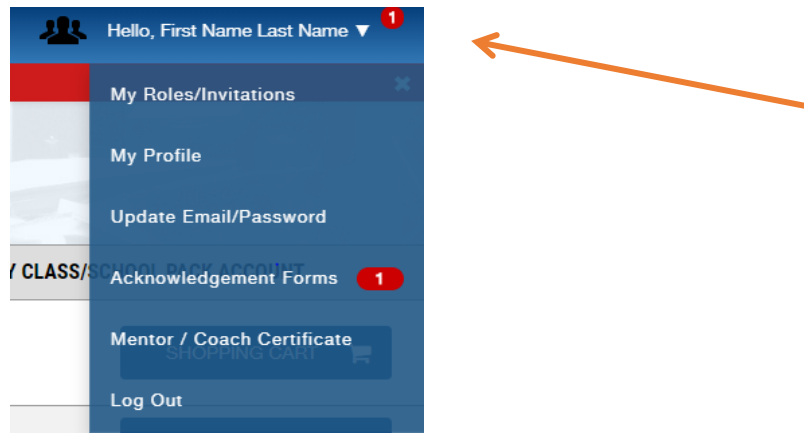 Hello, First Name Last Name ▼ 1
My Roles/Invitations
My Profile
Update Email/Password
Y CLASS/SCHOOL PACK ACCOUNT
Acknowledgement Forms 1
Mentor / Coach Certificate
SHOPPING CART
Log Out